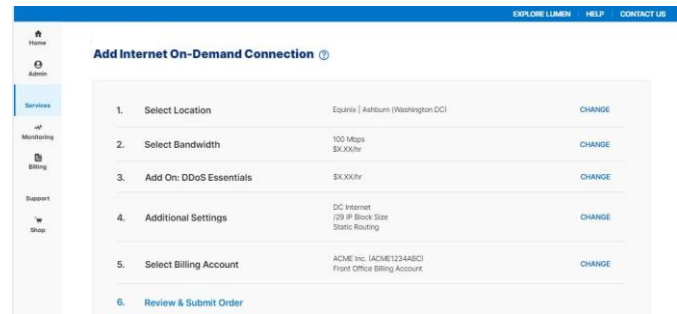 EXPLORE LUMEN HELP CONTACT US
Home
Admin
Services
Monitoring
Billing
Support
Shop
Add Internet On-Demand Connection ?
1. Select Location Equinix | Ashburn (Washington DC) CHANGE
2. Select Bandwidth 100 Mbps CHANGE
$X.XX/hr
3. Add On: DDoS Essentials $X.XX/hr CHANGE
4. Additional Settings DC Internet CHANGE
/29 IP Block Size
Static Routing
5. Select Billing Account ACME Inc. (ACME1234ABC) CHANGE
Front Office Billing Account
6. Review & Submit Order